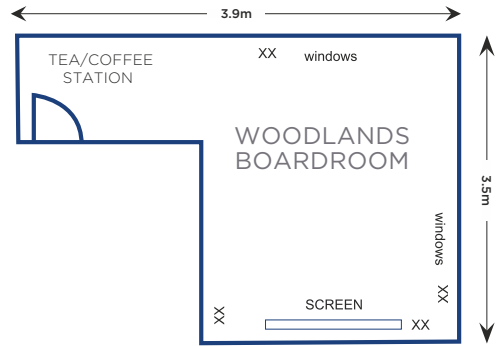 3.9m
TEA/COFFEE
STATION
XX windows
WOODLANDS
BOARDROOM
3.5m
windows
XX
XX
SCREEN
XX